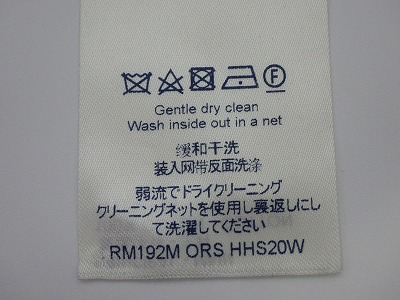 F
Gentle dry clean
Wash inside out in a net
缓和干洗
装入网带反面洗涤
弱流でドライクリーニング
クリーニングネットを使用し裏返しにし
て洗濯してください
RM192M ORS HHS20W